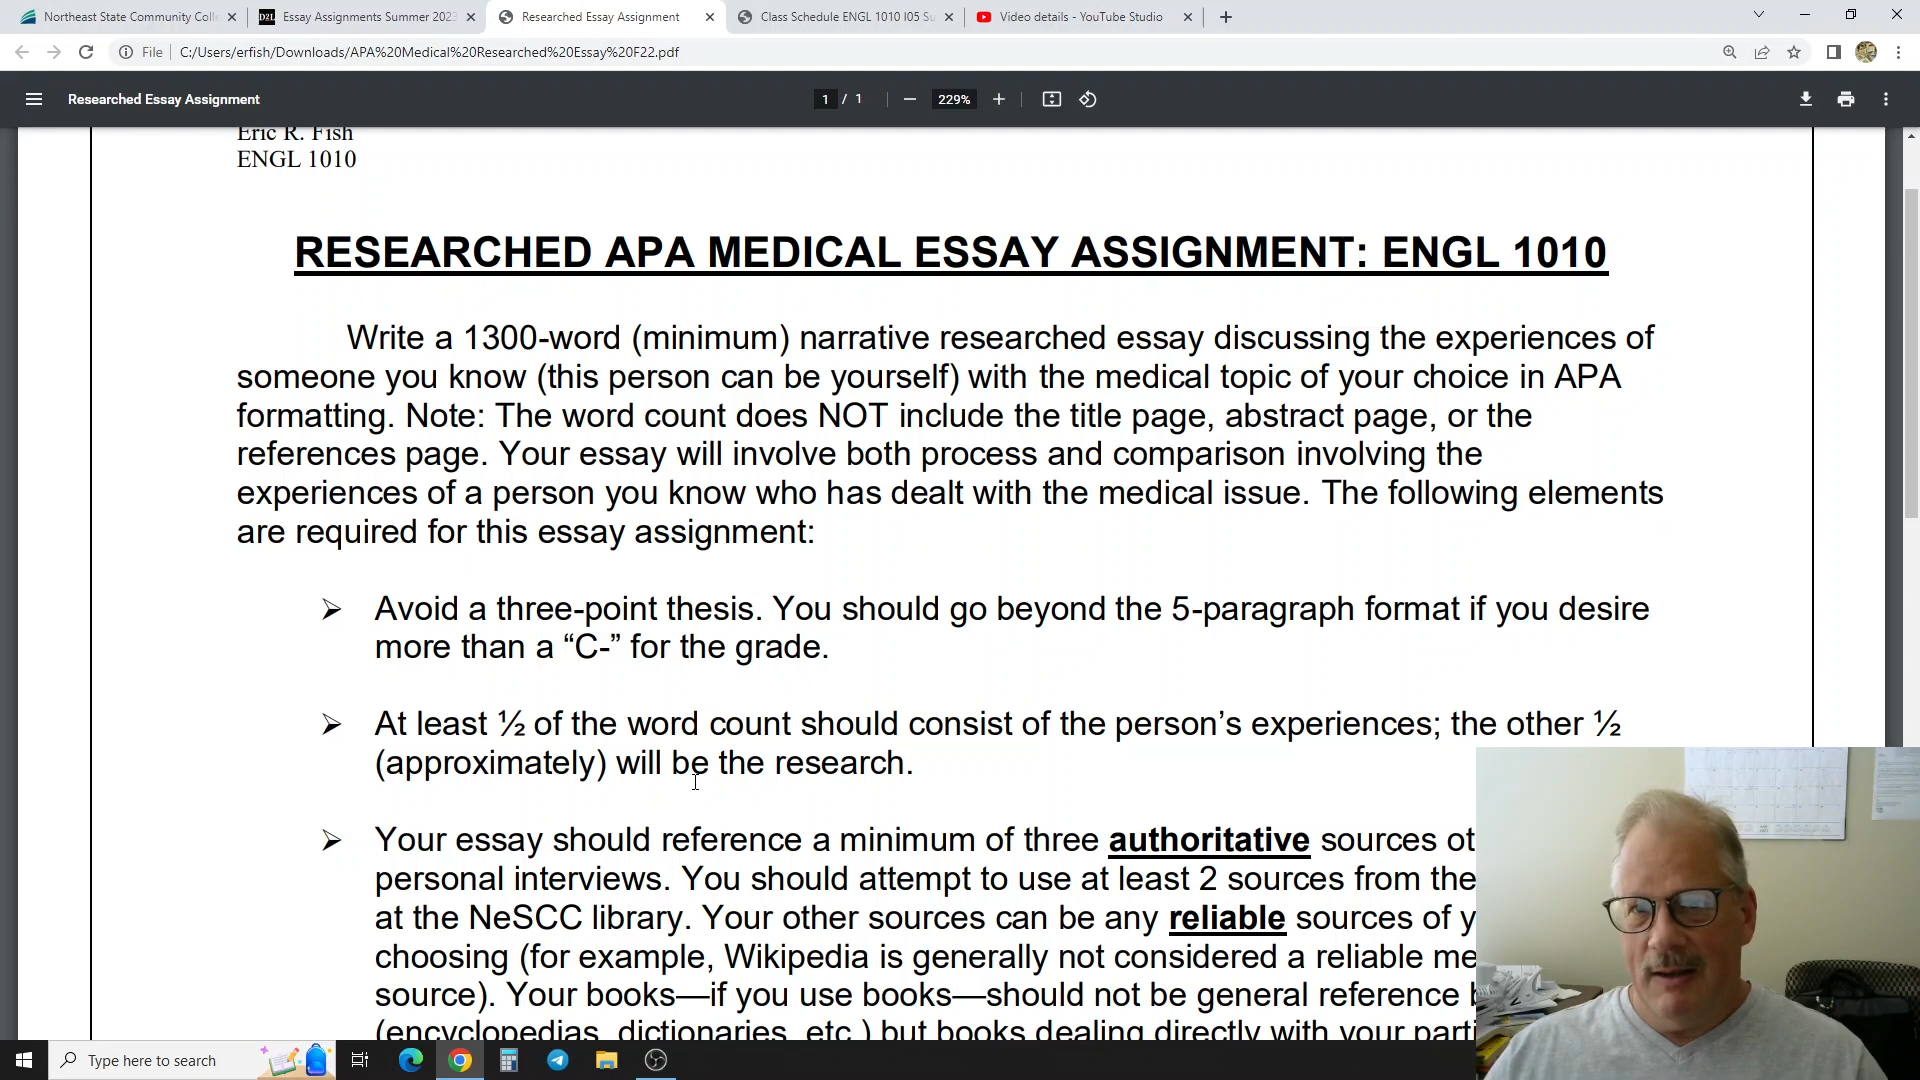 Northeast State Community Coll
Essay Assignments Summer 2023
Researched Essay Assignment
Class Schedule ENGL 1010 I05 Su
Video details - YouTube Studio
File
C:/Users/erfish/Downloads/APA%20Medical%20Researched%20Essay%20F22.pdf
Researched Essay Assignment
1 / 1
229%
Eric R. Fish
ENGL 1010
RESEARCHED APA MEDICAL ESSAY ASSIGNMENT: ENGL 1010
Write a 1300-word (minimum) narrative researched essay discussing the experiences of
someone you know (this person can be yourself) with the medical topic of your choice in APA
formatting. Note: The word count does NOT include the title page, abstract page, or the
references page. Your essay will involve both process and comparison involving the
experiences of a person you know who has dealt with the medical issue. The following elements
are required for this essay assignment:
➢ Avoid a three-point thesis. You should go beyond the 5-paragraph format if you desire
more than a “C-” for the grade.
➢ At least ½ of the word count should consist of the person’s experiences; the other ½
(approximately) will be the research.
➢ Your essay should reference a minimum of three authoritative sources ot
personal interviews. You should attempt to use at least 2 sources from the
at the NeSCC library. Your other sources can be any reliable sources of y
choosing (for example, Wikipedia is generally not considered a reliable me
source). Your books—if you use books—should not be general reference b
(encyclopedias, dictionaries, etc.) but books dealing directly with your parti
Type here to search